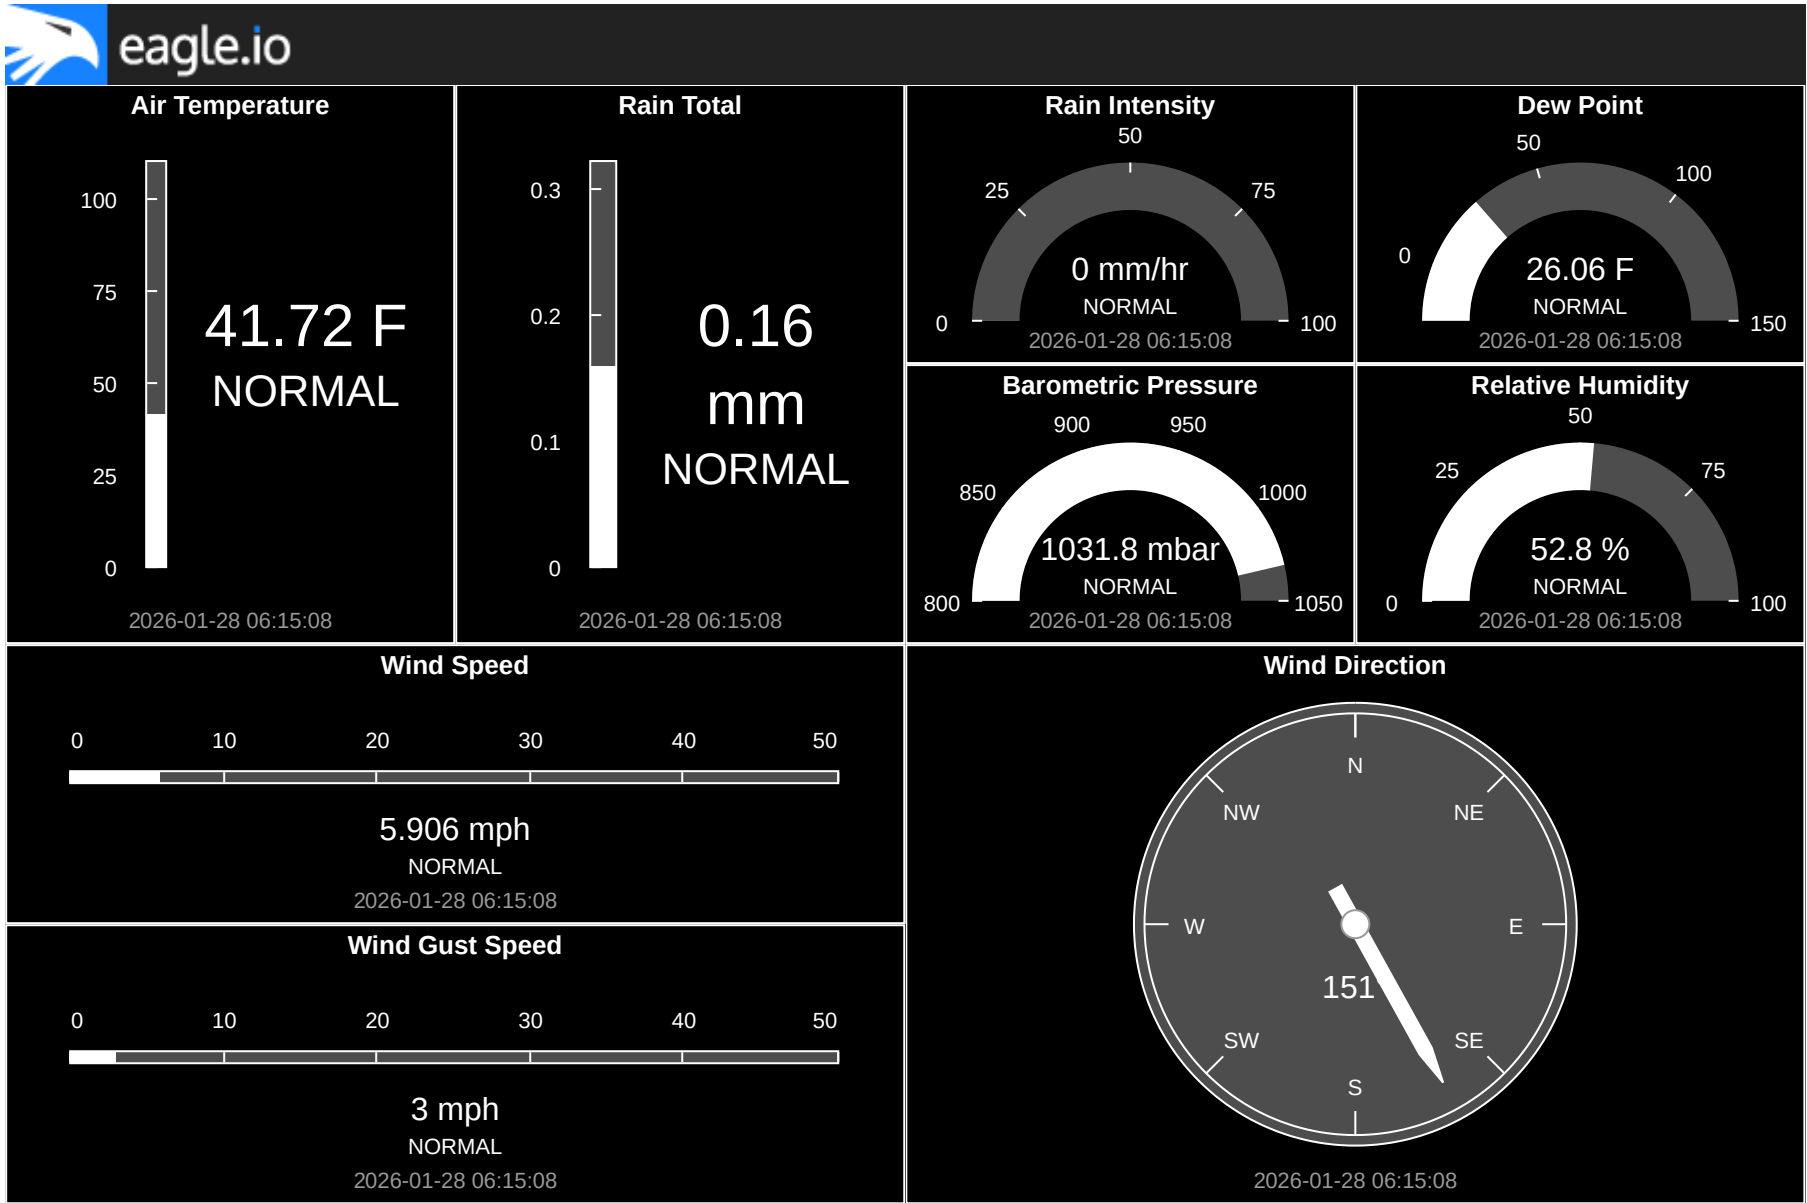 eagle.io
Air Temperature
100
75
50
25
0
41.72 F
NORMAL
2026-01-28 06:15:08
Rain Total
0.3
0.2
0.1
0
0.16
mm
NORMAL
2026-01-28 06:15:08
Rain Intensity
0
25
50
75
100
0 mm/hr
NORMAL
2026-01-28 06:15:08
Dew Point
0
50
100
150
26.06 F
NORMAL
2026-01-28 06:15:08
Barometric Pressure
800
850
900
950
1000
1050
1031.8 mbar
NORMAL
2026-01-28 06:15:08
Relative Humidity
0
25
50
75
100
52.8 %
NORMAL
2026-01-28 06:15:08
Wind Speed
0 10 20 30 40 50
5.906 mph
NORMAL
2026-01-28 06:15:08
Wind Gust Speed
0 10 20 30 40 50
3 mph
NORMAL
2026-01-28 06:15:08
Wind Direction
N
NW NE
W E
151
SW SE
S
2026-01-28 06:15:08